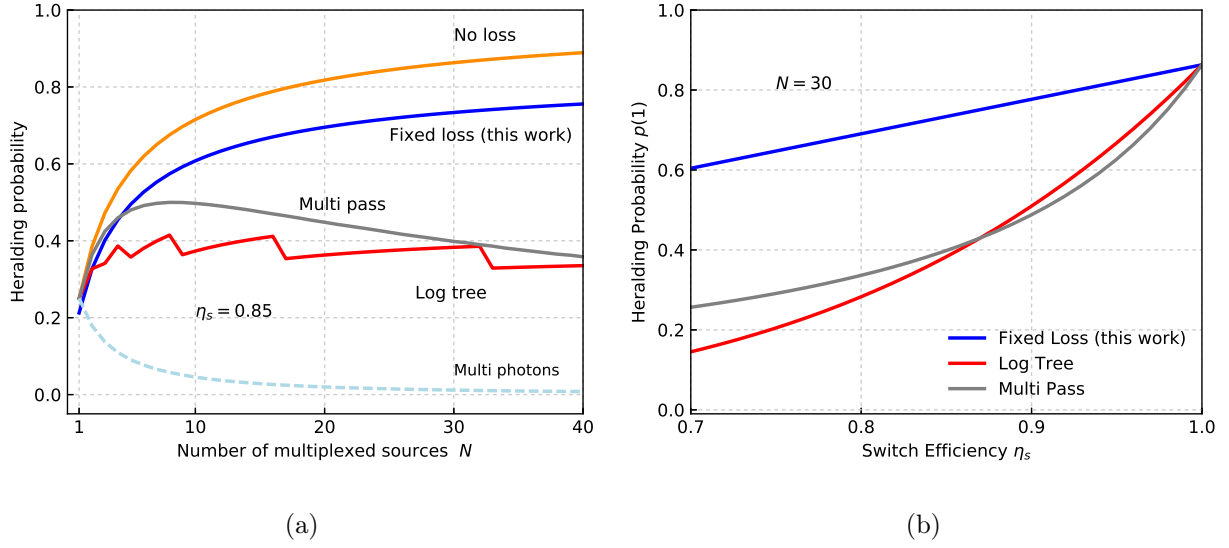 1.0
0.8
0.6
0.4
0.2
0.0
Heralding probability
No loss
Fixed loss (this work)
Multi pass
Log tree
η_s = 0.85
Multi photons
1 10 20 30 40
Number of multiplexed sources N
(a)
1.0
0.8
0.6
0.4
0.2
0.0
Heralding Probability p(1)
N = 30
Fixed Loss (this work)
Log Tree
Multi Pass
0.7 0.8 0.9 1.0
Switch Efficiency η_s
(b)